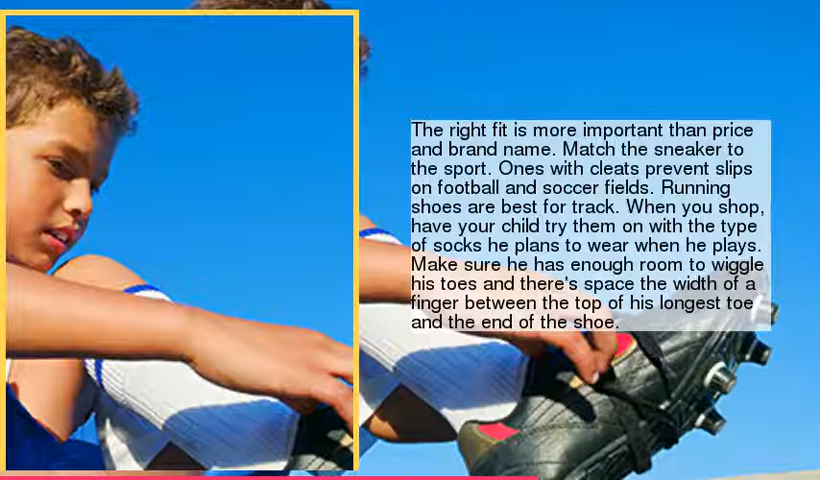 The right fit is more important than price
and brand name. Match the sneaker to
the sport. Ones with cleats prevent slips
on football and soccer fields. Running
shoes are best for track. When you shop,
have your child try them on with the type
of socks he plans to wear when he plays.
Make sure he has enough room to wiggle
his toes and there's space the width of a
finger between the top of his longest toe
and the end of the shoe.